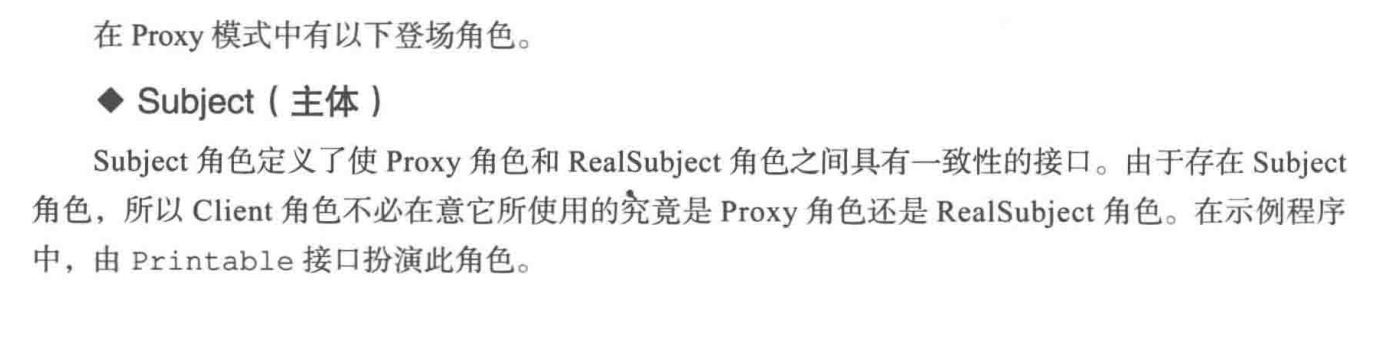 在 Proxy 模式中有以下登场角色。
◆ Subject（主体）
Subject 角色定义了使 Proxy 角色和 RealSubject 角色之间具有一致性的接口。由于存在 Subject
角色，所以 Client 角色不必在意它所使用的究竟是 Proxy 角色还是 RealSubject 角色。在示例程序
中，由 Printable 接口扮演此角色。